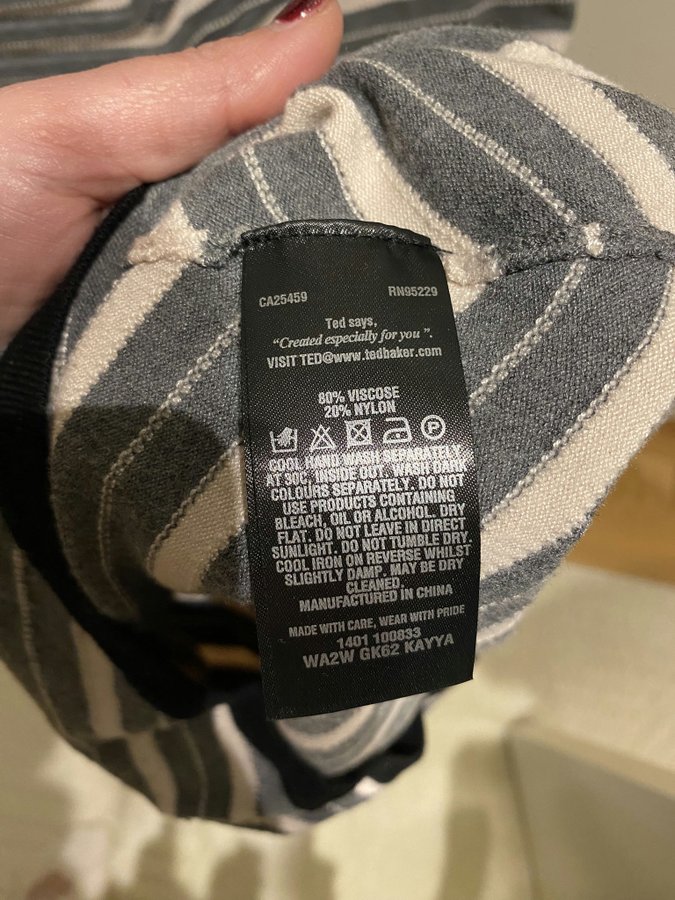 CA25459 RN95229
Ted says,
“Created especially for you ”.
VISIT TED@www.tedbaker.com
80% VISCOSE
20% NYLON
P
COOL HAND WASH SEPARATELY
AT 30C, INSIDE OUT. WASH DARK
COLOURS SEPARATELY. DO NOT
USE PRODUCTS CONTAINING
BLEACH, OIL OR ALCOHOL. DRY
FLAT. DO NOT LEAVE IN DIRECT
SUNLIGHT. DO NOT TUMBLE DRY.
COOL IRON ON REVERSE WHILST
SLIGHTLY DAMP. MAY BE DRY
CLEANED.
MANUFACTURED IN CHINA
MADE WITH CARE, WEAR WITH PRIDE
1401 100833
WA2W GK62 KAYYA